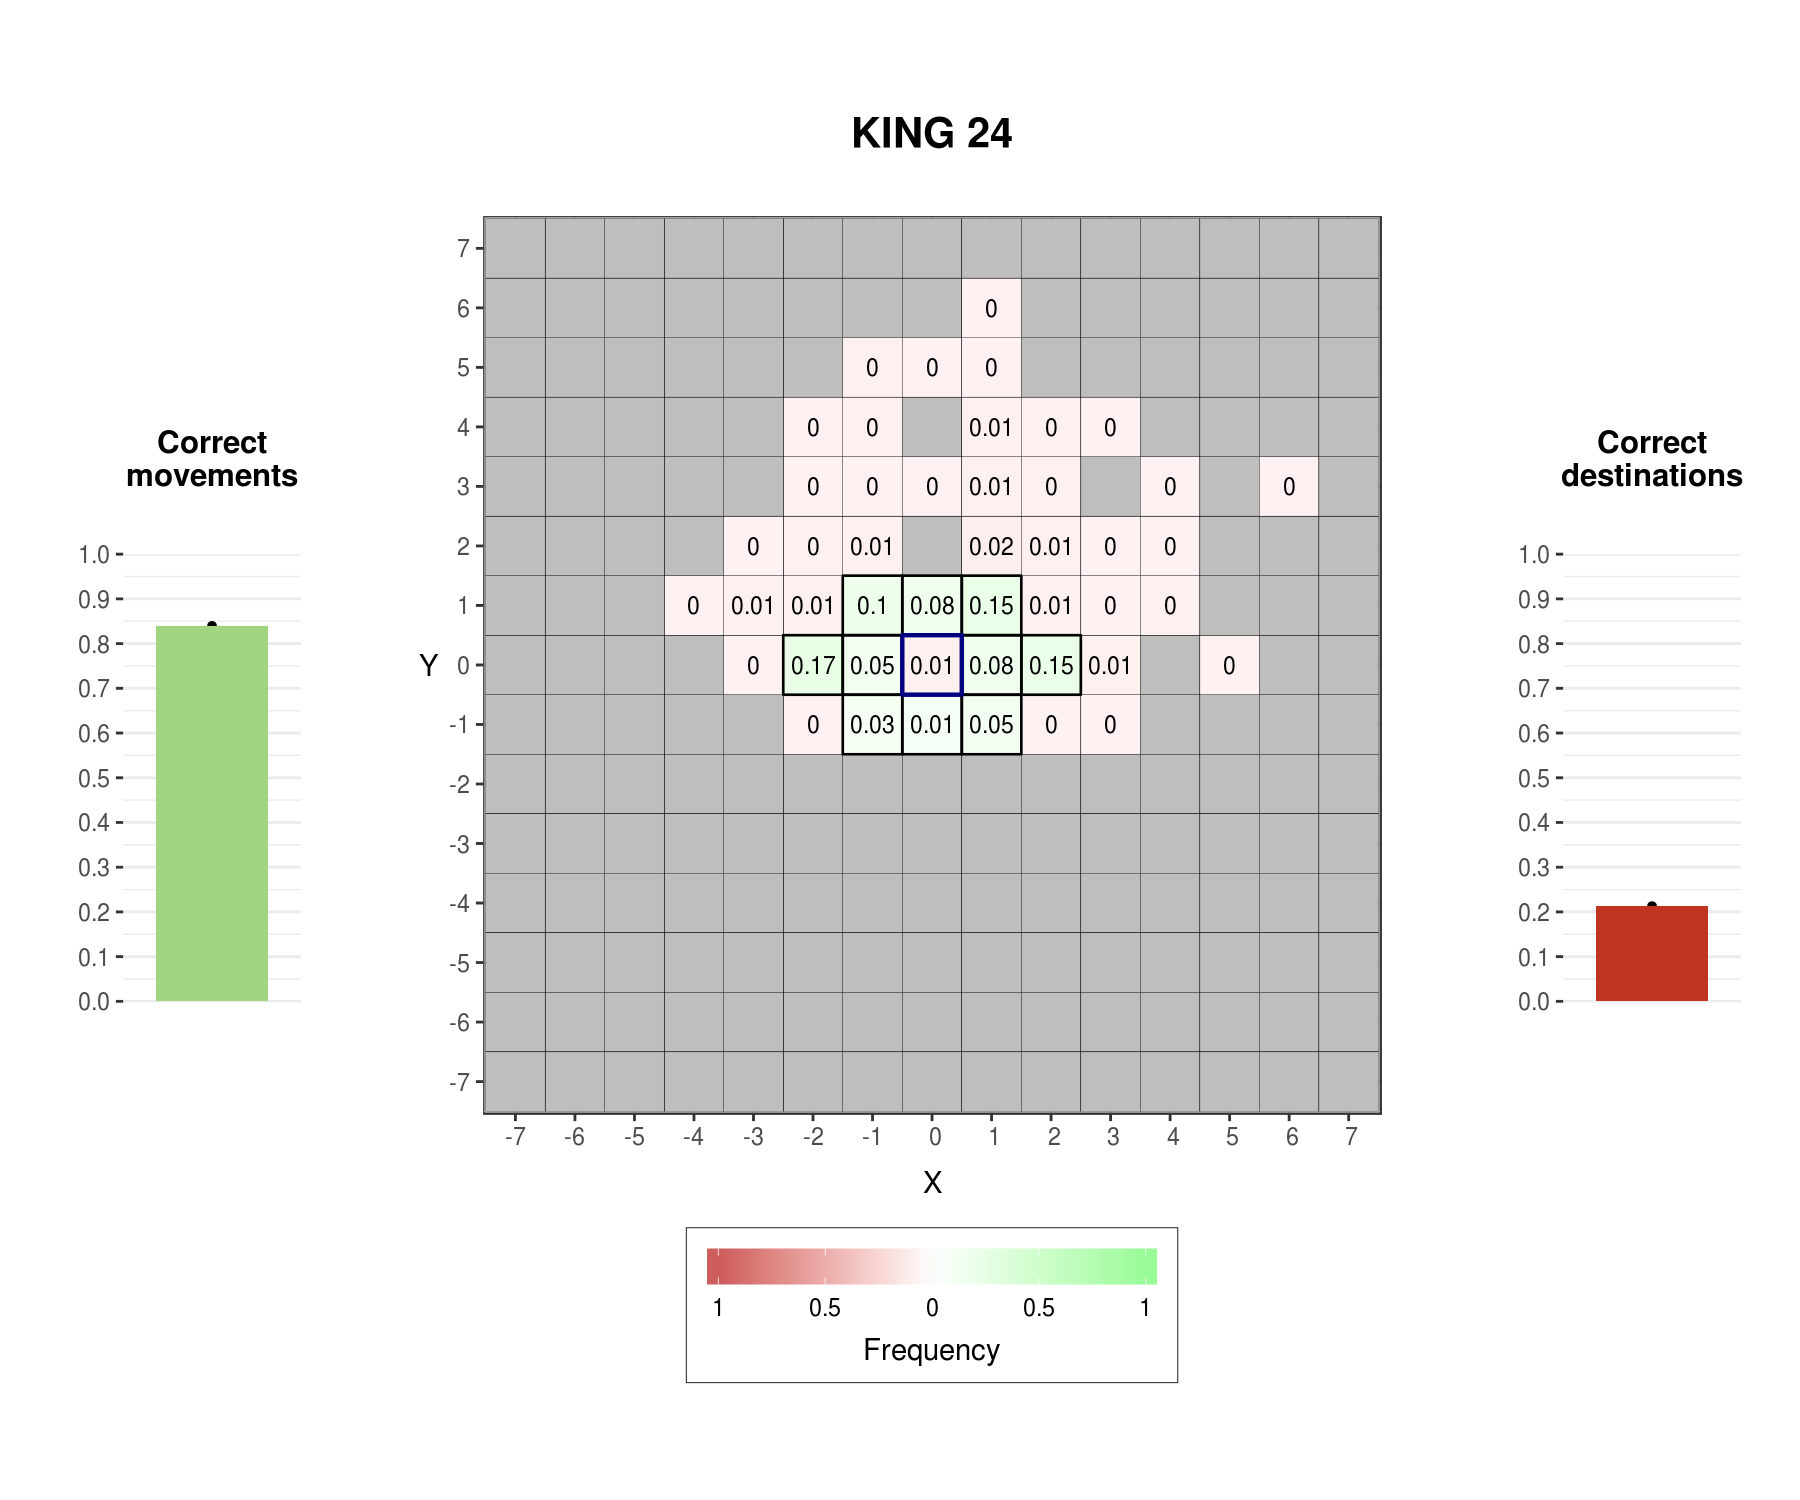 KING 24
Correct
movements
1.0
0.9
0.8
0.7
0.6
0.5
0.4
0.3
0.2
0.1
0.0
Y
7
6 0
5 0 0 0
4 0 0 0.01 0 0
3 0 0 0 0.01 0 0 0
2 0 0 0.01 0.02 0.01 0 0
1 0 0.01 0.01 0.1 0.08 0.15 0.01 0 0
0 0 0.17 0.05 0.01 0.08 0.15 0.01 0
-1 0 0.03 0.01 0.05 0 0
-2
-3
-4
-5
-6
-7
-7 -6 -5 -4 -3 -2 -1 0 1 2 3 4 5 6 7
X
1 0.5 0 0.5 1
Frequency
Correct
destinations
1.0
0.9
0.8
0.7
0.6
0.5
0.4
0.3
0.2
0.1
0.0